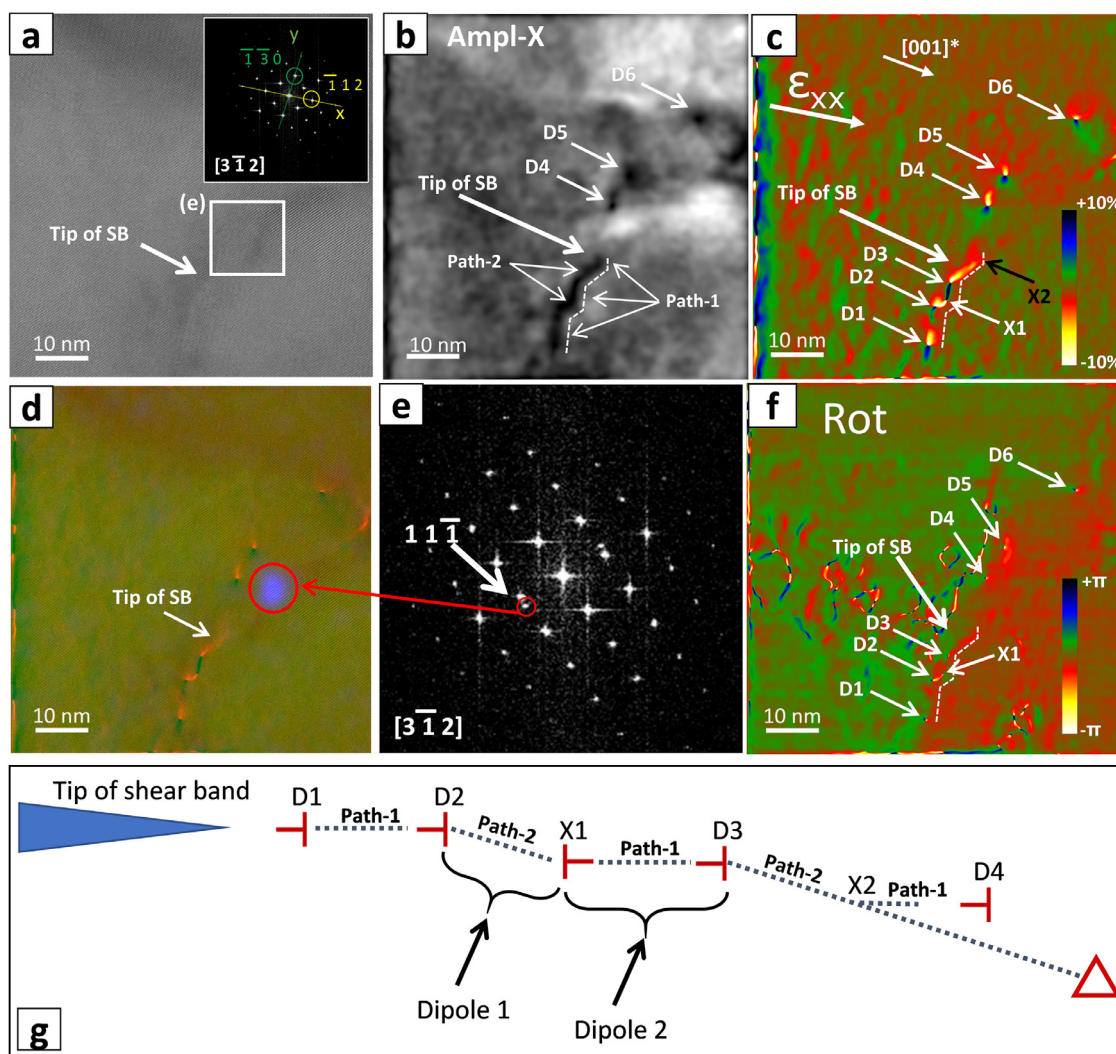 a
y
1̅ 3̅ 0
1̅ 1 2
x
[3 1̅ 2]
(e)
Tip of SB
10 nm
b
Ampl-X
D6
D5
D4
Tip of SB
Path-2
Path-1
10 nm
c
[001]*
εxx
D6
D5
D4
Tip of SB
D3
D2
D1
X2
X1
+10%
-10%
10 nm
d
Tip of SB
10 nm
e
1 1 1̅
[3 1̅ 2]
f
Rot
D6
D5
D4
Tip of SB
D3
D2
X1
D1
+π
-π
10 nm
Tip of shear band
D1
Path-1
D2
Path-2
X1
Path-1
D3
Path-2
X2
Path-1
D4
Dipole 1
Dipole 2
g